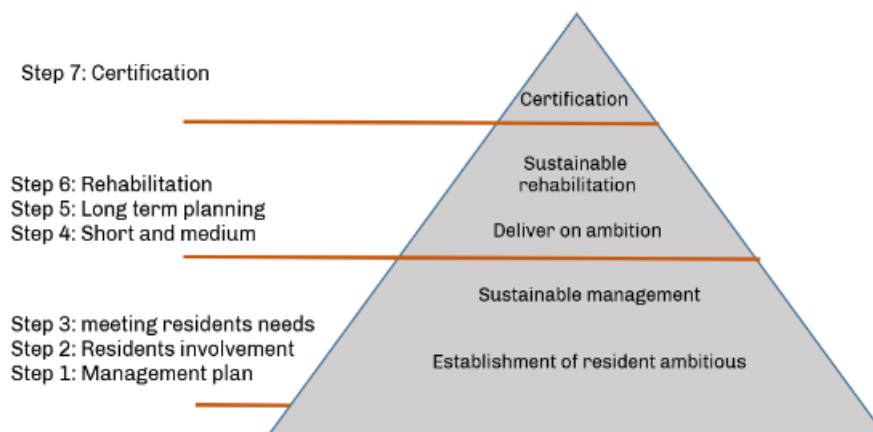 Step 7: Certification
Certification
Step 6: Rehabilitation
Step 5: Long term planning
Step 4: Short and medium
Sustainable
rehabilitation
Deliver on ambition
Step 3: meeting residents needs
Step 2: Residents involvement
Step 1: Management plan
Sustainable management
Establishment of resident ambitious